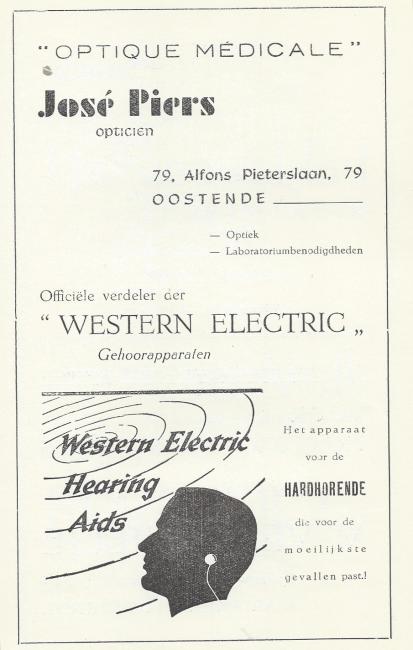 "OPTIQUE MÉDICALE"
José Piers
opticien
79, Alfons Pieterslaan, 79
OOSTENDE
— Optiek
— Laboratoriumbenodigdheden
Officiële verdeler der
" WESTERN ELECTRIC „
Gehoorapparaten
Western Electric
Hearing
Aids
Het apparaat
voor de
HARDHORENDE
die voor de
moeilijkste
gevallen past!